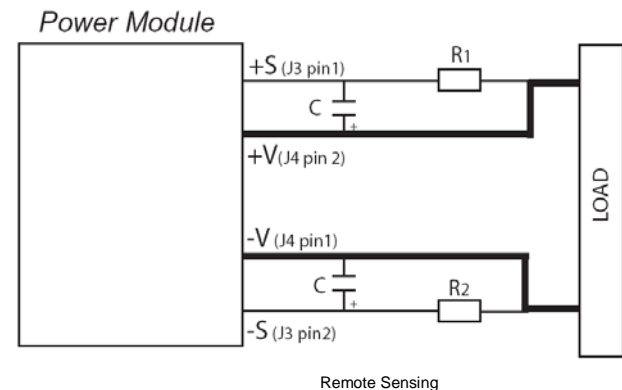 Power Module
+S (J3 pin1)
R1
C
+
+V(J4 pin 2)
LOAD
-V (J4 pin1)
C
+
R2
-S (J3 pin2)
Remote Sensing